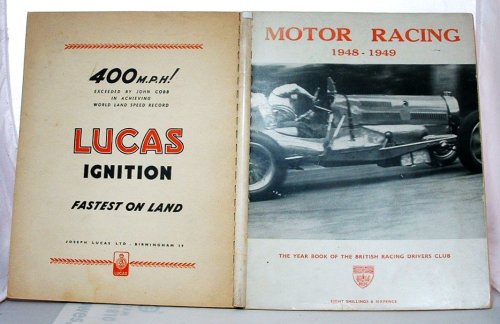 400 M.P.H!
EXCEEDED BY JOHN COBB
IN ACHIEVING
WORLD LAND SPEED RECORD
LUCAS
IGNITION
FASTEST ON LAND
JOSEPH LUCAS LTD · BIRMINGHAM 19
LUCAS
MOTOR RACING
1948 - 1949
THE YEAR BOOK OF THE BRITISH RACING DRIVERS CLUB
EIGHT SHILLINGS & SIXPENCE